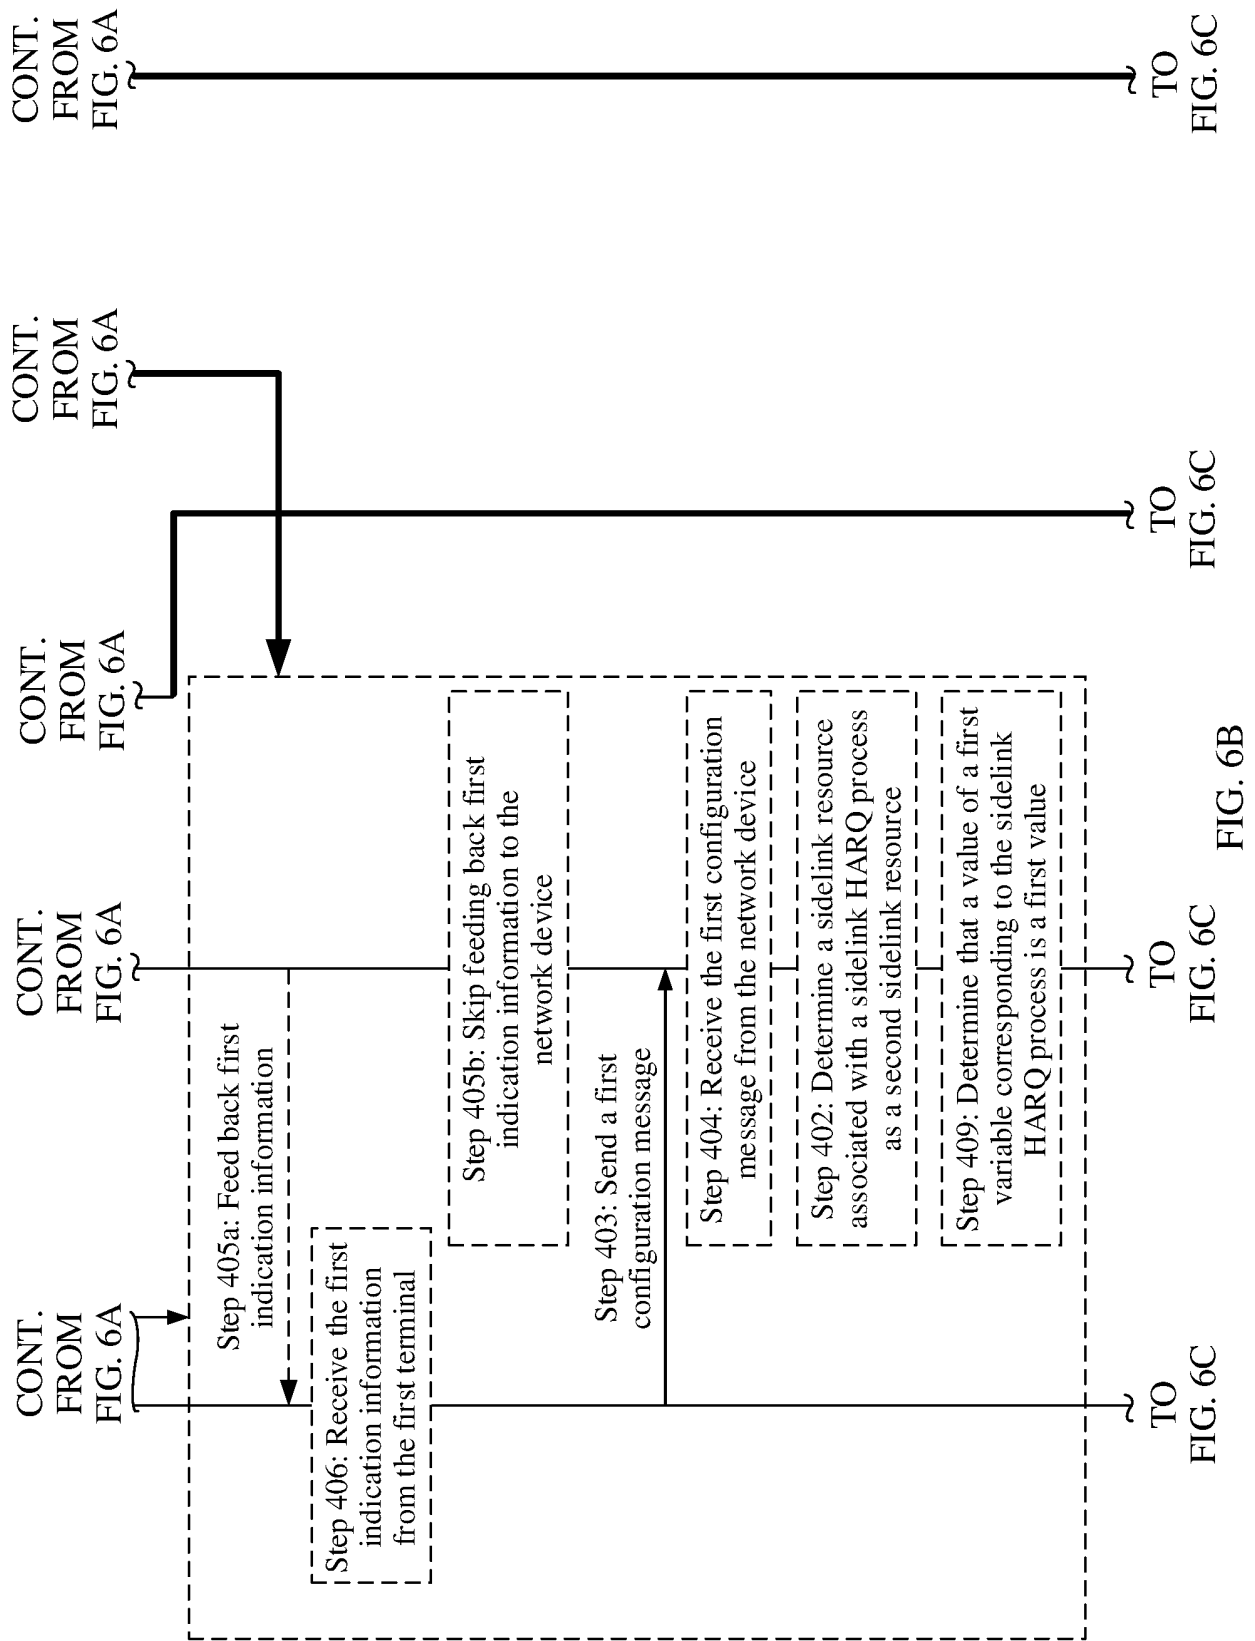 CONT.
FROM
FIG. 6A
CONT.
FROM
FIG. 6A
CONT.
FROM
FIG. 6A
CONT.
FROM
FIG. 6A
CONT.
FROM
FIG. 6A
Step 405a: Feed back first
indication information
Step 406: Receive the first
indication information
from the first terminal
Step 405b: Skip feeding back first
indication information to the
network device
Step 403: Send a first
configuration message
Step 404: Receive the first configuration
message from the network device
Step 402: Determine a sidelink resource
associated with a sidelink HARQ process
as a second sidelink resource
Step 409: Determine that a value of a first
variable corresponding to the sidelink
HARQ process is a first value
TO
FIG. 6C
TO
FIG. 6C
TO
FIG. 6C
TO
FIG. 6C
FIG. 6B